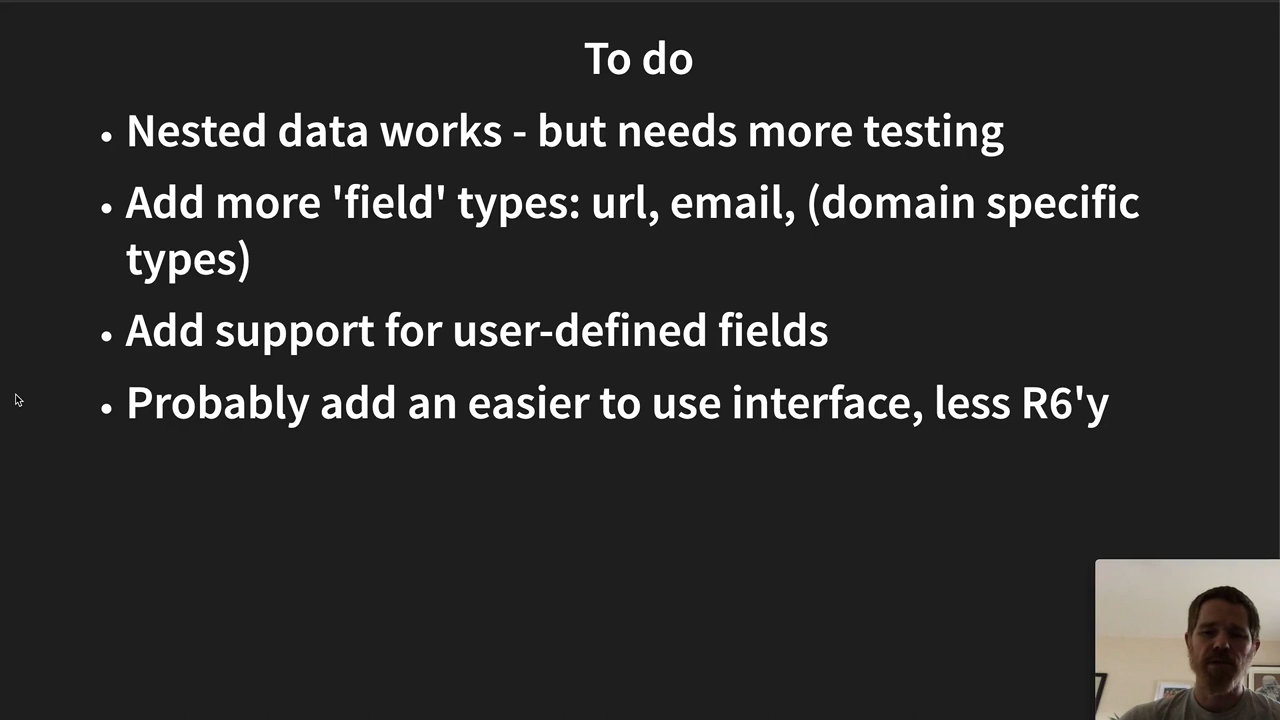 To do
• Nested data works - but needs more testing
• Add more 'field' types: url, email, (domain specific
types)
• Add support for user-defined fields
• Probably add an easier to use interface, less R6'y